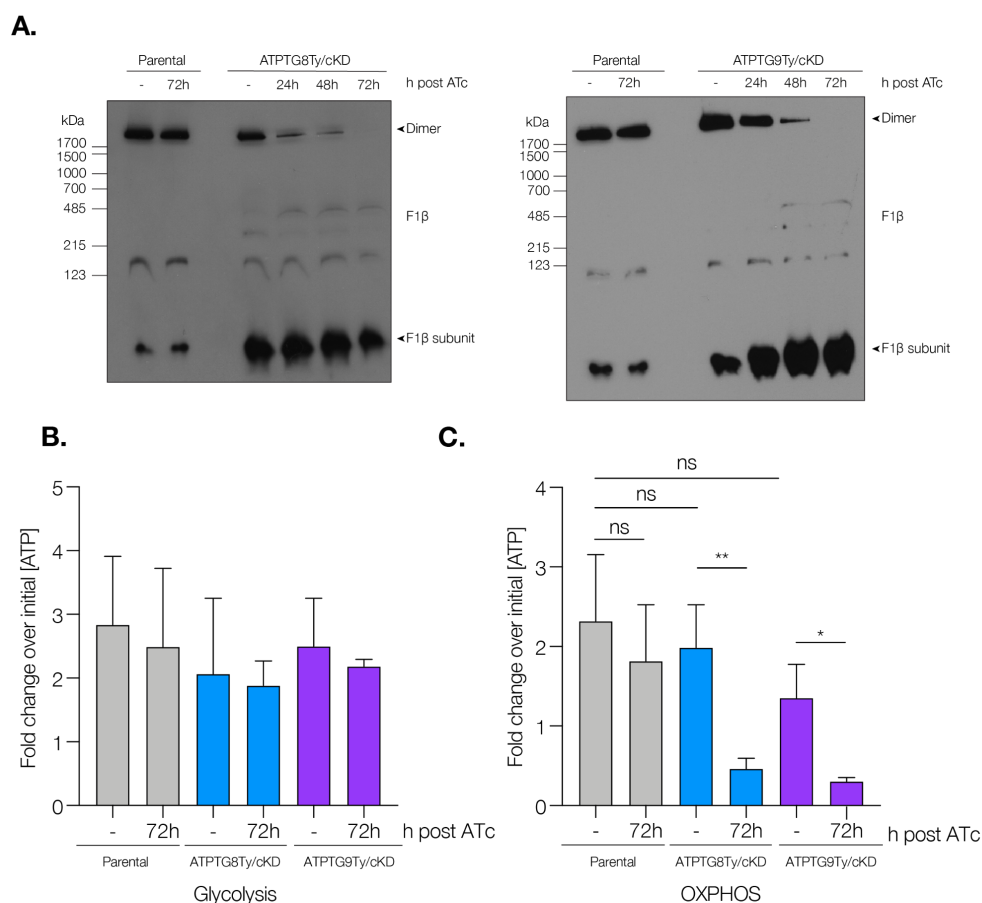 A.
Parental ATPTG8Ty/cKD
- 72h - 24h 48h 72h h post ATc
kDa
1700
1500
1000
700
485
215
123
◄Dimer
F1β
◄F1β subunit
Parental ATPTG9Ty/cKD
- 72h - 24h 48h 72h h post ATc
kDa
1700
1500
1000
700
485
215
123
◄Dimer
F1β
◄F1β subunit
B.
Fold change over initial [ATP]
5
4
3
2
1
0
- 72h - 72h - 72h h post ATc
Parental ATPTG8Ty/cKD ATPTG9Ty/cKD
Glycolysis
C.
Fold change over initial [ATP]
4
3
2
1
0
ns
ns
ns
**
*
- 72h - 72h - 72h h post ATc
Parental ATPTG8Ty/cKD ATPTG9Ty/cKD
OXPHOS